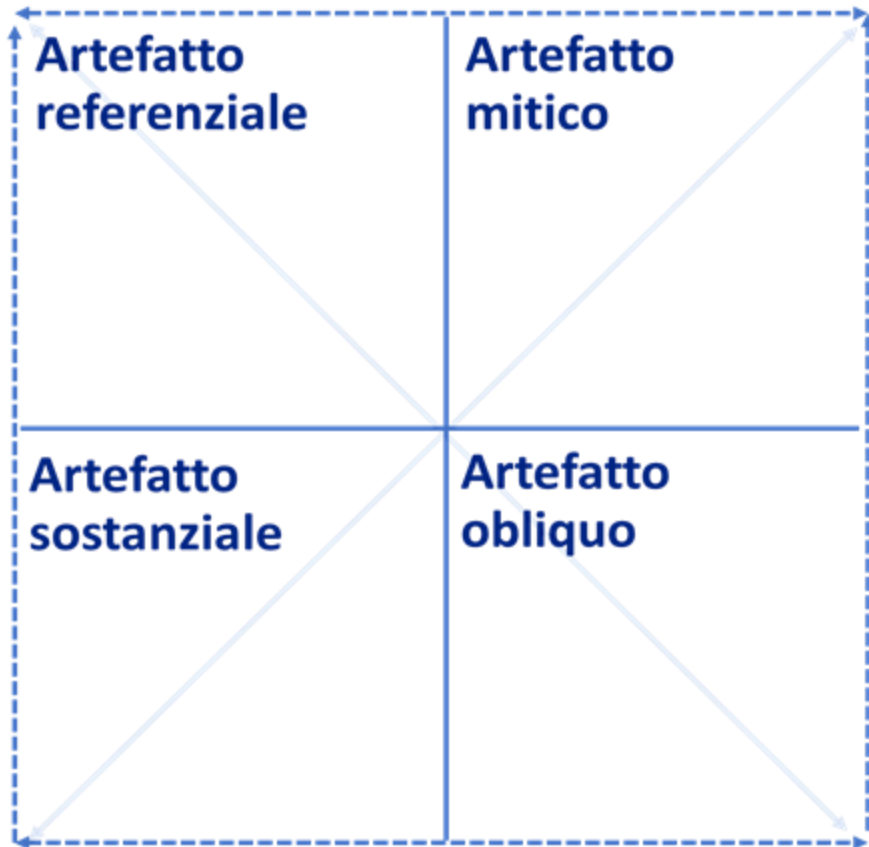 Artefatto
referenziale
Artefatto
mitico
Artefatto
sostanziale
Artefatto
obliquo